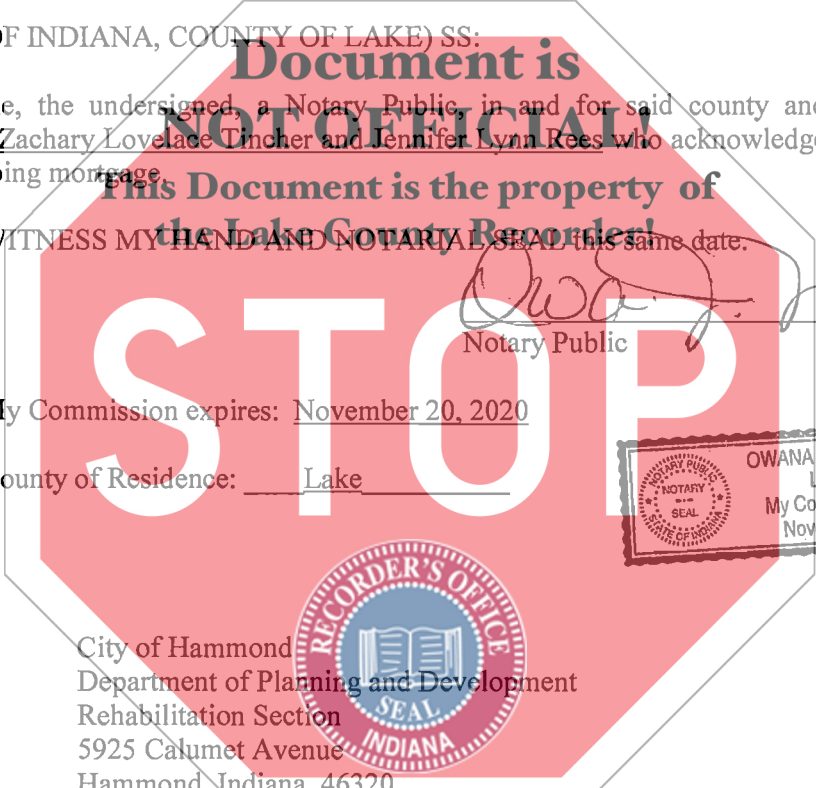 OF INDIANA, COUNTY OF LAKE) SS:
Document is
e, the undersigned, a Notary Public, in and for said county and
NOT OFFICIAL!
Zachary Lovelace Tincher and Jennifer Lynn Rees who acknowledge
ing mortgage.
This Document is the property of
the Lake County Recorder!
WITNESS MY HAND AND NOTARIAL SEAL this same date.
Notary Public
STOP
My Commission expires: November 20, 2020
ounty of Residence: Lake
OWANA
NOTARY PUBLIC
NOTARY
SEAL
STATE OF INDIANA
L
My Co
Nov
RECORDER'S OFFICE
SEAL
INDIANA
City of Hammond
Department of Planning and Development
Rehabilitation Section
5925 Calumet Avenue
Hammond, Indiana 46320